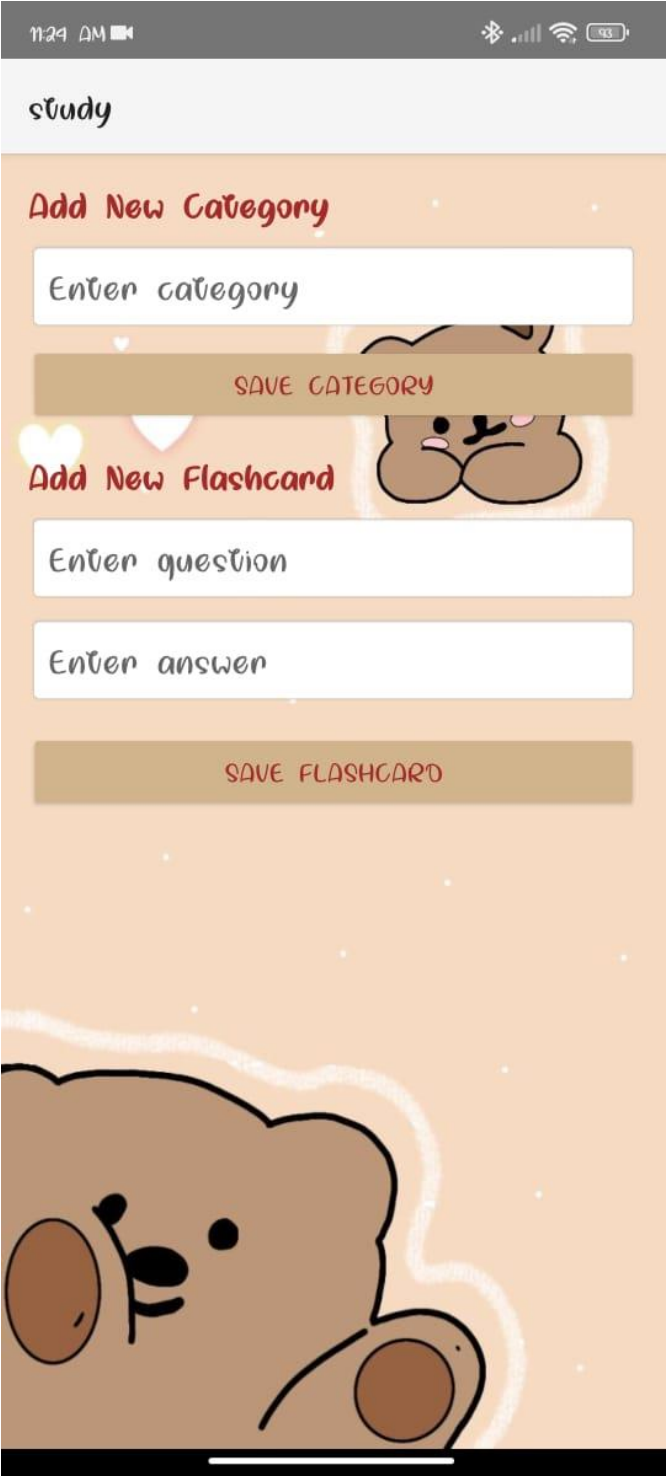 11:29 AM
93
study
Add New Category
Enter category
SAVE CATEGORY
Add New Flashcard
Enter question
Enter answer
SAVE FLASHCARD